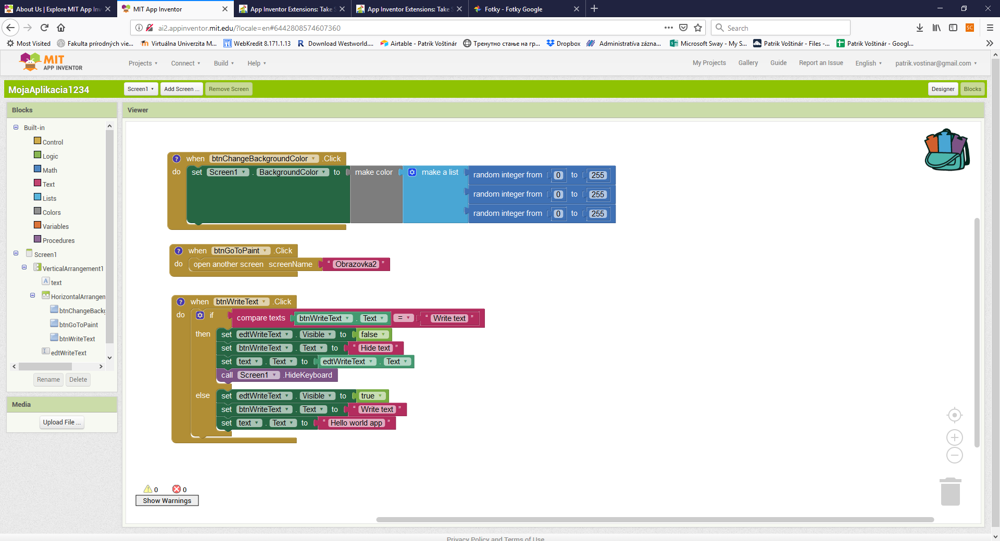 About Us | Explore MIT App Inv
MIT App Inventor
App Inventor Extensions: Take S
App Inventor Extensions: Take S
Fotky - Fotky Google
ai2.appinventor.mit.edu/?locale=en#6442808574607360
Search
SC
Most Visited
Fakulta prírodných vie...
Virtuálna Univerzita M...
WebKredit 8.171.1.13
R Download Westworld....
Airtable - Patrik Voštinár
Тренутно стање на гр...
Dropbox
Administratíva zázna...
Microsoft Sway - My S...
Patrik Voštinár - Files -...
Patrik Voštinár - Googl...
MIT
APP INVENTOR
Projects
Connect
Build
Help
My Projects
Gallery
Guide
Report an Issue
English
patrik.vostinar@gmail.com
MojaAplikacia1234
Screen1
Add Screen ...
Remove Screen
Designer
Blocks
Blocks
Viewer
Built-in
Control
Logic
Math
Text
Lists
Colors
Variables
Procedures
Screen1
VerticalArrangement1
A text
HorizontalArrangen
btnChangeBackg
btnGoToPaint
btnWriteText
edtWriteText
Rename
Delete
Media
Upload File ...
? when btnChangeBackgroundColor .Click
do set Screen1 . BackgroundColor to make color make a list random integer from 0 to 255
random integer from 0 to 255
random integer from 0 to 255
? when btnGoToPaint .Click
do open another screen screenName " Obrazovka2 "
? when btnWriteText .Click
do if compare texts btnWriteText . Text = " Write text "
then set edtWriteText . Visible to false
set btnWriteText . Text to " Hide text "
set text . Text to edtWriteText . Text
call Screen1 .HideKeyboard
else set edtWriteText . Visible to true
set btnWriteText . Text to " Write text "
set text . Text to " Hello world app "
0 0
Show Warnings
Privacy Policy and Terms of Use